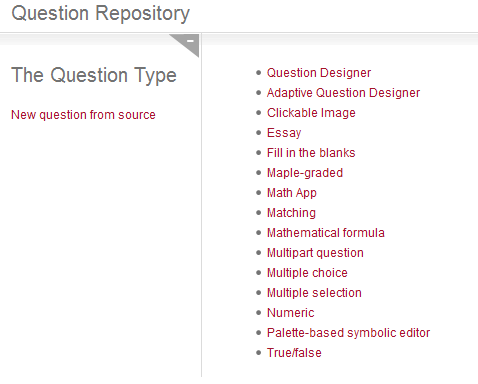 Question Repository
The Question Type
New question from source
Question Designer
Adaptive Question Designer
Clickable Image
Essay
Fill in the blanks
Maple-graded
Math App
Matching
Mathematical formula
Multipart question
Multiple choice
Multiple selection
Numeric
Palette-based symbolic editor
True/false